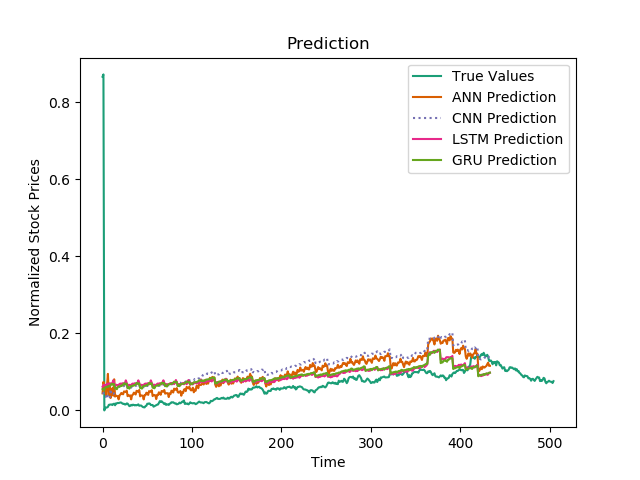 Prediction
True Values
ANN Prediction
CNN Prediction
LSTM Prediction
GRU Prediction
Normalized Stock Prices
0.8
0.6
0.4
0.2
0.0
0 100 200 300 400 500
Time